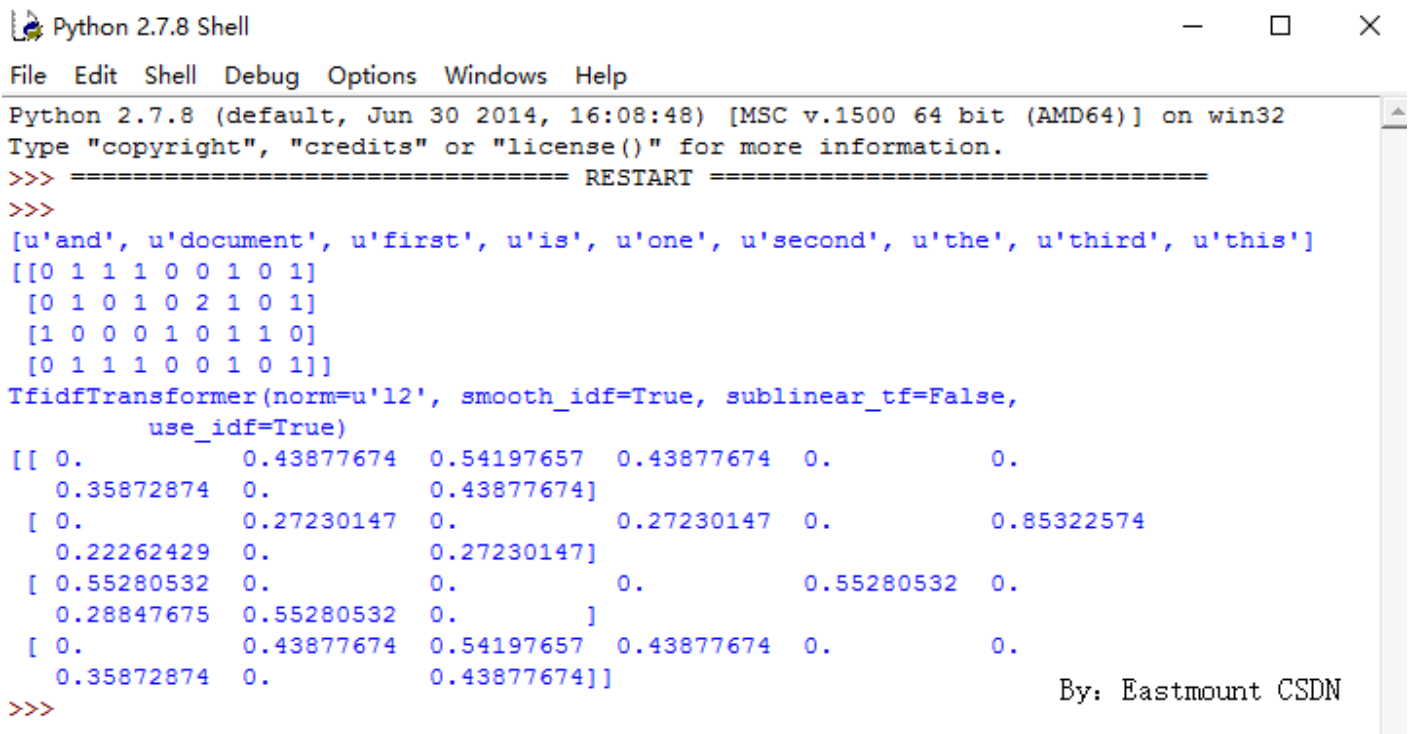 Python 2.7.8 Shell
File Edit Shell Debug Options Windows Help
Python 2.7.8 (default, Jun 30 2014, 16:08:48) [MSC v.1500 64 bit (AMD64)] on win32
Type "copyright", "credits" or "license()" for more information.
>>> ================================ RESTART ================================
>>>
[u'and', u'document', u'first', u'is', u'one', u'second', u'the', u'third', u'this']
[[0 1 1 1 0 0 1 0 1]
 [0 1 0 1 0 2 1 0 1]
 [1 0 0 0 1 0 1 1 0]
 [0 1 1 1 0 0 1 0 1]]
TfidfTransformer(norm=u'l2', smooth_idf=True, sublinear_tf=False,
         use_idf=True)
[[ 0.          0.43877674  0.54197657  0.43877674  0.          0.
   0.35872874  0.          0.43877674]
 [ 0.          0.27230147  0.          0.27230147  0.          0.85322574
   0.22262429  0.          0.27230147]
 [ 0.55280532  0.          0.          0.          0.55280532  0.
   0.28847675  0.55280532  0.        ]
 [ 0.          0.43877674  0.54197657  0.43877674  0.          0.
   0.35872874  0.          0.43877674]]
By: Eastmount CSDN
>>>